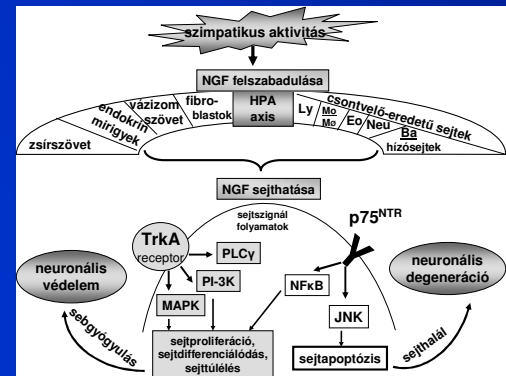 szimpatikus aktivitás
NGF felszabadulása
zsírszövet
endokrin
mirigyek
vázizom
szövet
fibro-
blastok
HPA
axis
Ly
Mo
Mø
Eo
Neu
Ba
csontvelő-eredetű sejtek
hízósejtek
NGF sejthatása
sejtszignál
folyamatok
TrkA
receptor
PLCγ
PI-3K
MAPK
p75NTR
NFκB
JNK
neuronális
védelem
neuronális
degeneráció
sebgyógyulás
sejtproliferáció,
sejtdifferenciálódás,
sejttúlélés
sejtapoptózis
sejthalál